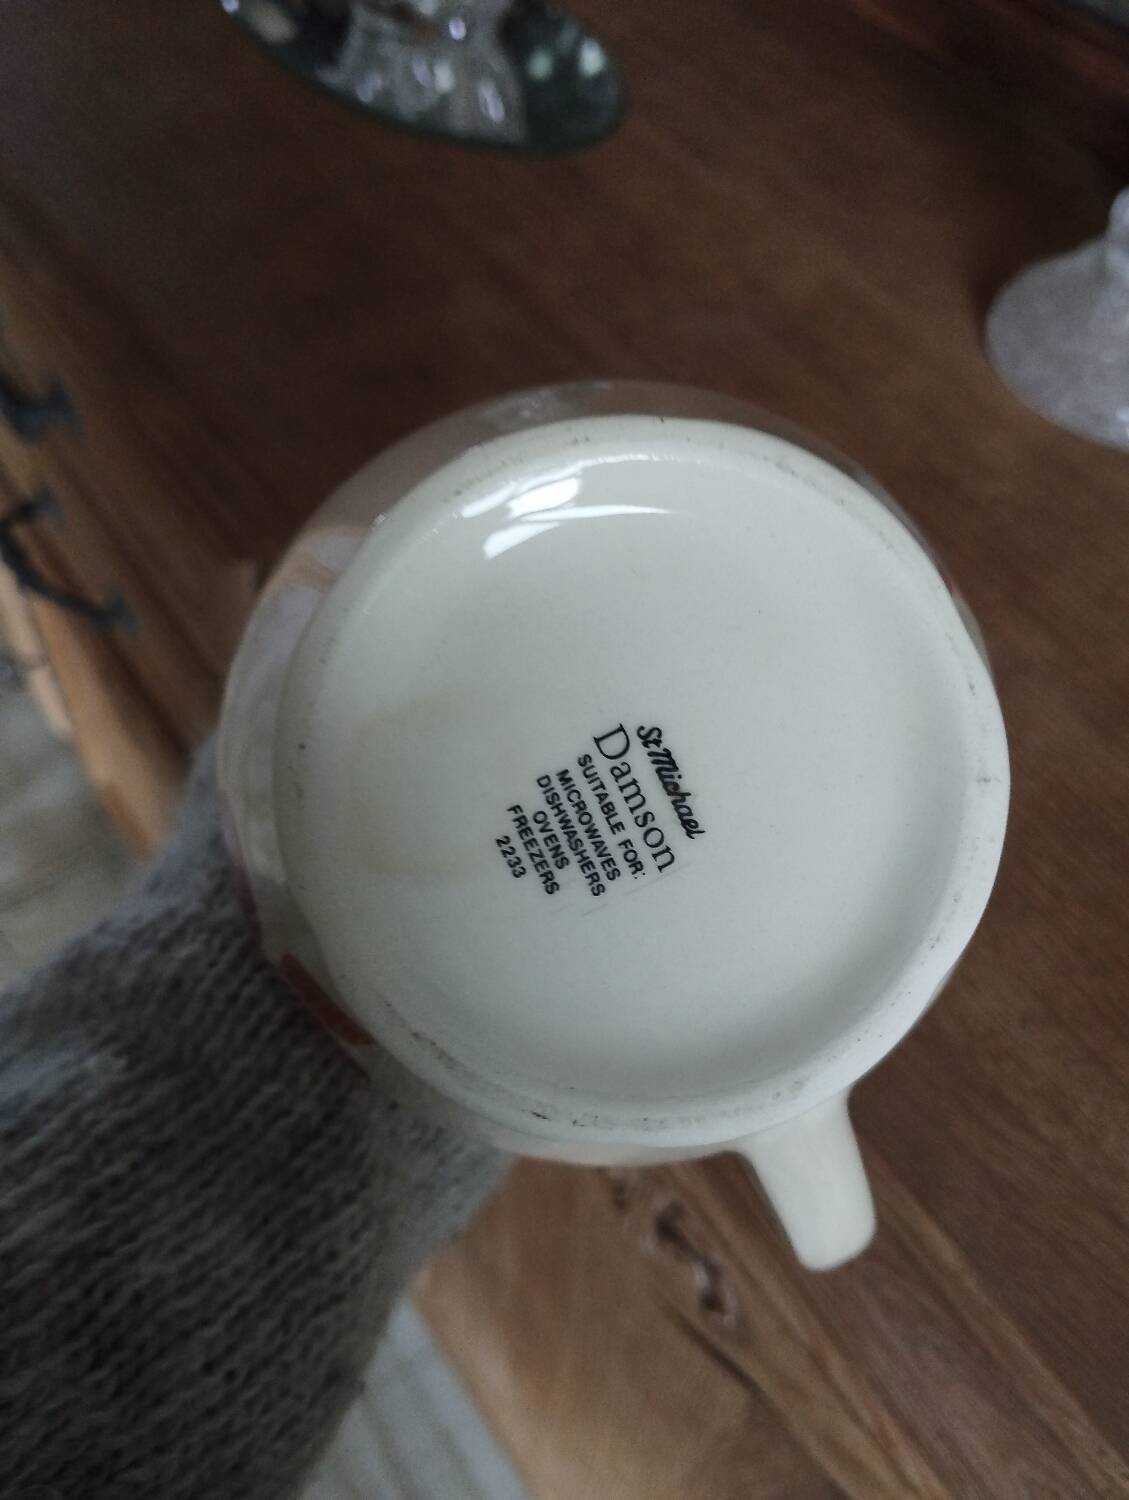 St Michael
Damson
SUITABLE FOR:
MICROWAVES
DISHWASHERS
OVENS
FREEZERS
2233